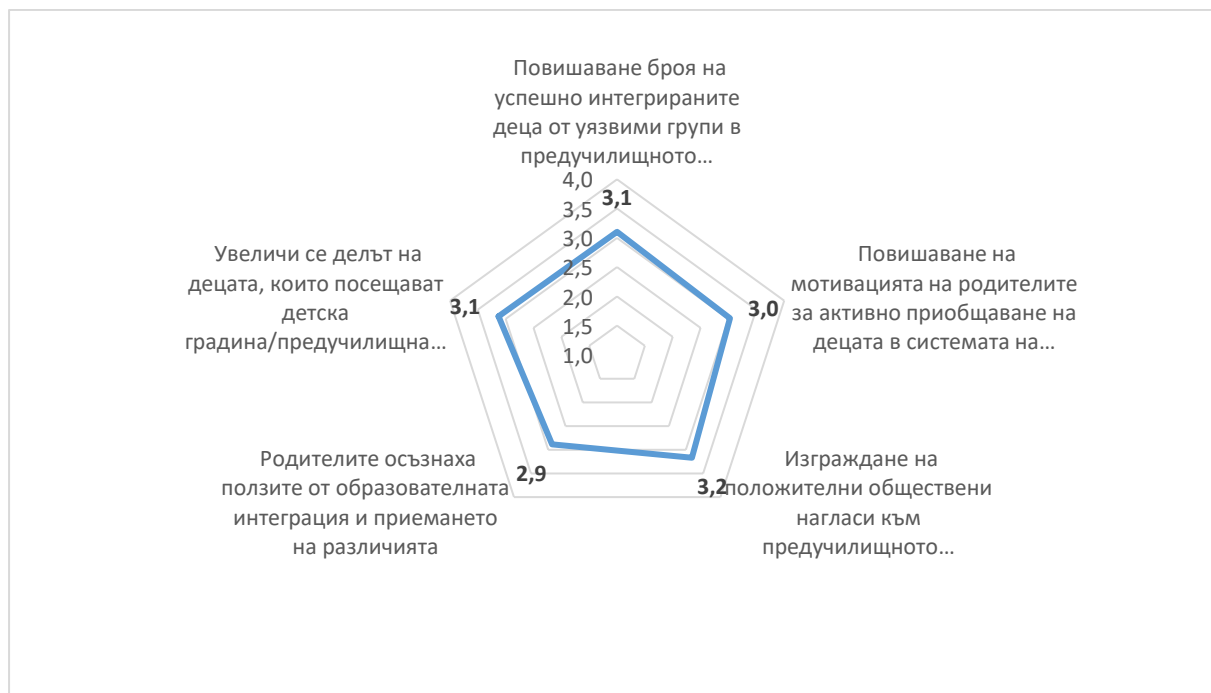 Повишаване броя на
успешно интегрираните
деца от уязвими групи в
предучилищното...
4,0
3,1
3,5
3,0
2,5
2,0
1,5
1,0
Повишаване на
мотивацията на родителите
за активно приобщаване на
децата в системата на...
3,0
Изграждане на
положителни обществени
нагласи към
предучилищното...
3,2
Родителите осъзнаха
ползите от образователната
интеграция и приемането
на различията
2,9
Увеличи се делът на
децата, които посещават
детска
градина/предучилищна...
3,1